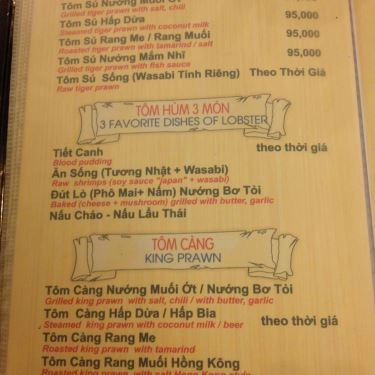 Tôm Sú Nướng Muối Ớt
Grilled tiger prawn with salt, chili
Tôm Sú Hấp Dừa 95,000
Steamed tiger prawn with coconut milk
Tôm Sú Rang Me / Rang Muối 95,000
Roasted tiger prawn with tamarind / salt
Tôm Sú Nướng Mắm Nhĩ 95,000
Grilled tiger prawn with fish sauce
Tôm Sú Sống (Wasabi Tinh Riêng) Theo Thời Giá
Raw tiger prawn
TÔM HÙM 3 MÓN
3 FAVORITE DISHES OF LOBSTER
Tiết Canh theo thời giá
Blood pudding
Ăn Sống (Tương Nhật + Wasabi)
Raw shrimps (soy sauce "japan" + wasabi)
Đút Lò (Phô Mai+ Nấm) Nướng Bơ Tỏi
Baked (cheese + mushroom) grilled with butter, garlic
Nấu Cháo - Nấu Lẩu Thái
TÔM CÀNG
KING PRAWN
Tôm Càng Nướng Muối Ớt / Nướng Bơ Tỏi
Grilled king prawn with salt, chili / with butter, garlic
Tôm Càng Hấp Dừa / Hấp Bia theo thời giá
Steamed king prawn with coconut milk / beer
Tôm Càng Rang Me
Roasted king prawn with tamarind
Tôm Càng Rang Muối Hồng Kông